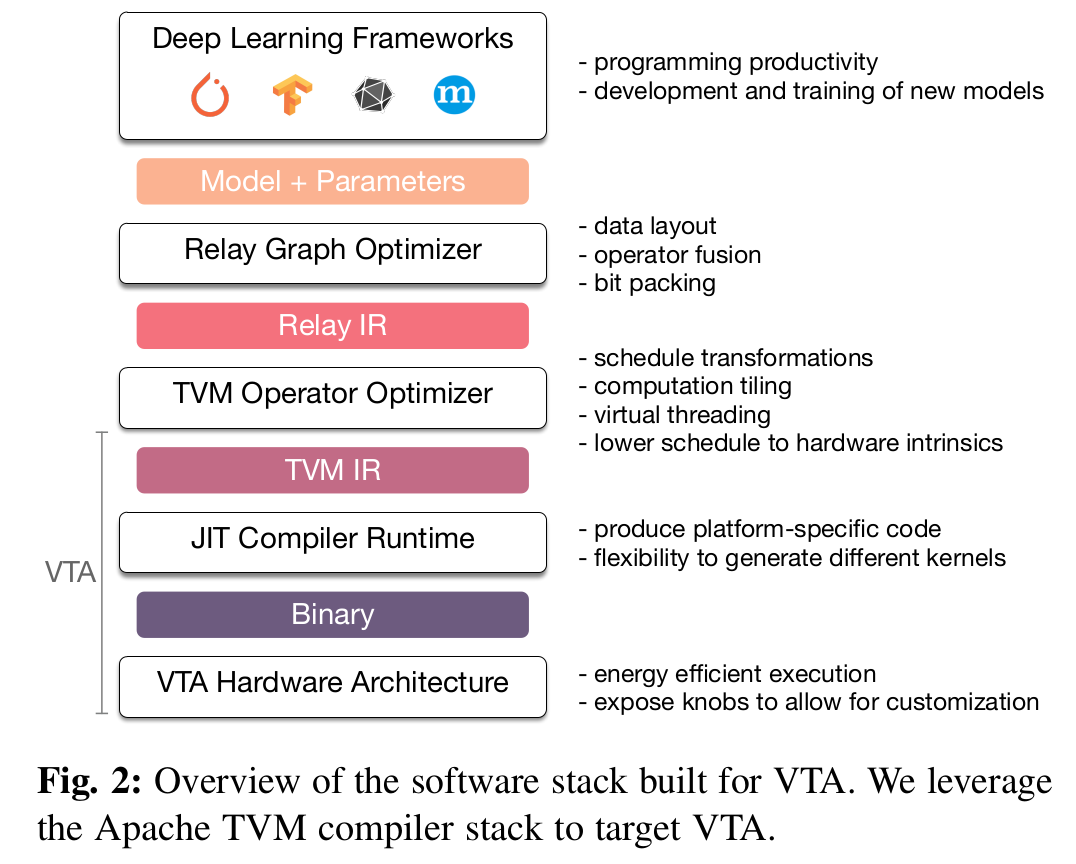 Deep Learning Frameworks
m
- programming productivity
- development and training of new models
Model + Parameters
Relay Graph Optimizer
- data layout
- operator fusion
- bit packing
Relay IR
TVM Operator Optimizer
- schedule transformations
- computation tiling
- virtual threading
- lower schedule to hardware intrinsics
TVM IR
JIT Compiler Runtime
- produce platform-specific code
- flexibility to generate different kernels
VTA
Binary
VTA Hardware Architecture
- energy efficient execution
- expose knobs to allow for customization
Fig. 2: Overview of the software stack built for VTA. We leverage
the Apache TVM compiler stack to target VTA.